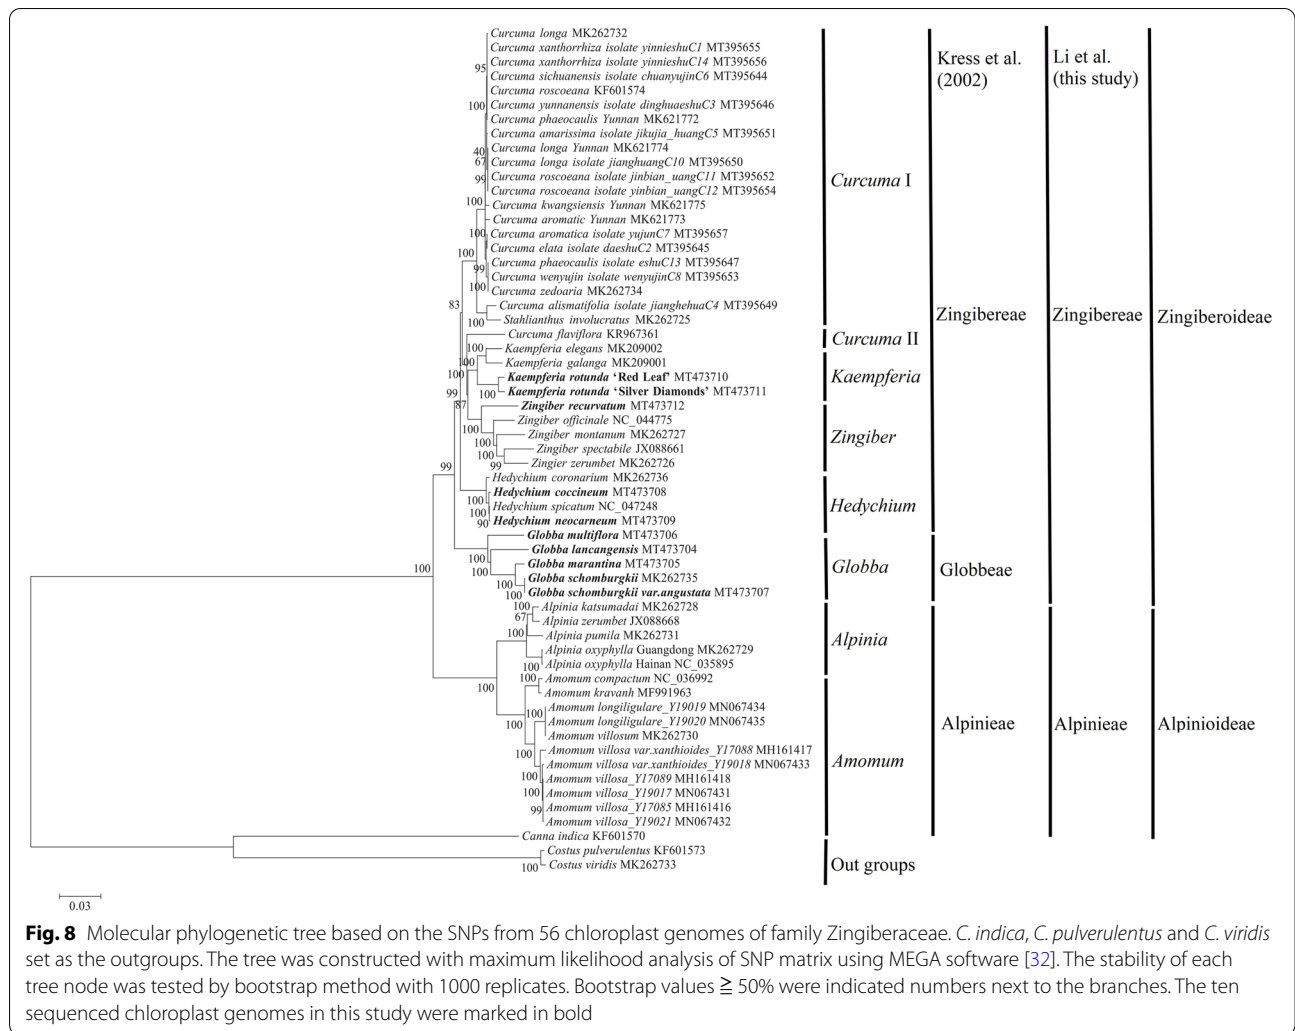 Curcuma longa MK262732
Curcuma xanthorrhiza isolate yinnieshuC1 MT395655
Curcuma xanthorrhiza isolate yinnieshuC14 MT395656
Curcuma sichuanensis isolate chuanyujinC6 MT395644
Curcuma roscoeana KF601574
Curcuma yunnanensis isolate dinghuaeshuC3 MT395646
Curcuma phaeocaulis Yunnan MK621772
Curcuma amarissima isolate jikujia_huangC5 MT395651
Curcuma longa Yunnan MK621774
Curcuma longa isolate jianghuangC10 MT395650
Curcuma roscoeana isolate jinbian_uangC11 MT395652
Curcuma roscoeana isolate yinbian_uangC12 MT395654
Curcuma kwangsiensis Yunnan MK621775
Curcuma aromatic Yunnan MK621773
Curcuma aromatica isolate yujunC7 MT395657
Curcuma elata isolate daeshuC2 MT395645
Curcuma phaeocaulis isolate eshuC13 MT395647
Curcuma wenyujin isolate wenyujinC8 MT395653
Curcuma zedoaria MK262734
Curcuma alismatifolia isolate jianghehuaC4 MT395649
Stahlianthus involucratus MK262725
Curcuma flaviflora KR967361
Kaempferia elegans MK209002
Kaempferia galanga MK209001
Kaempferia rotunda ‘Red Leaf’ MT473710
Kaempferia rotunda ‘Silver Diamonds’ MT473711
Zingiber recurvatum MT473712
Zingiber officinale NC_044775
Zingiber montanum MK262727
Zingiber spectabile JX088661
Zingier zerumbet MK262726
Hedychium coronarium MK262736
Hedychium coccineum MT473708
Hedychium spicatum NC_047248
Hedychium neocarneum MT473709
Globba multiflora MT473706
Globba lancangensis MT473704
Globba marantina MT473705
Globba schomburgkii MK262735
Globba schomburgkii var.angustata MT473707
Alpinia katsumadai MK262728
Alpinia zerumbet JX088668
Alpinia pumila MK262731
Alpinia oxyphylla Guangdong MK262729
Alpinia oxyphylla Hainan NC_035895
Amomum compactum NC_036992
Amomum kravanh MF991963
Amomum longiligulare_Y19019 MN067434
Amomum longiligulare_Y19020 MN067435
Amomum villosum MK262730
Amomum villosa var.xanthioides_Y17088 MH161417
Amomum villosa var.xanthioides_Y19018 MN067433
Amomum villosa_Y17089 MH161418
Amomum villosa_Y19017 MN067431
Amomum villosa_Y17085 MH161416
Amomum villosa_Y19021 MN067432
Canna indica KF601570
Costus pulverulentus KF601573
Costus viridis MK262733
95
100
40
67
99
100
100
100
99
100
83
100
100
100
100
99
100
87
100
100
100
99
99
100
100
90
100
100
100
100
100
100
67
100
100
100
100
100
100
100
100
100
99
100
0.03
Curcuma I
Curcuma II
Kaempferia
Zingiber
Hedychium
Globba
Alpinia
Amomum
Out groups
Kress et al.
(2002)
Zingibereae
Globbeae
Alpinieae
Li et al.
(this study)
Zingibereae
Alpinieae
Zingiberoideae
Alpinioideae
Fig. 8 Molecular phylogenetic tree based on the SNPs from 56 chloroplast genomes of family Zingiberaceae. C. indica, C. pulverulentus and C. viridis
set as the outgroups. The tree was constructed with maximum likelihood analysis of SNP matrix using MEGA software [32]. The stability of each
tree node was tested by bootstrap method with 1000 replicates. Bootstrap values ≧ 50% were indicated numbers next to the branches. The ten
sequenced chloroplast genomes in this study were marked in bold